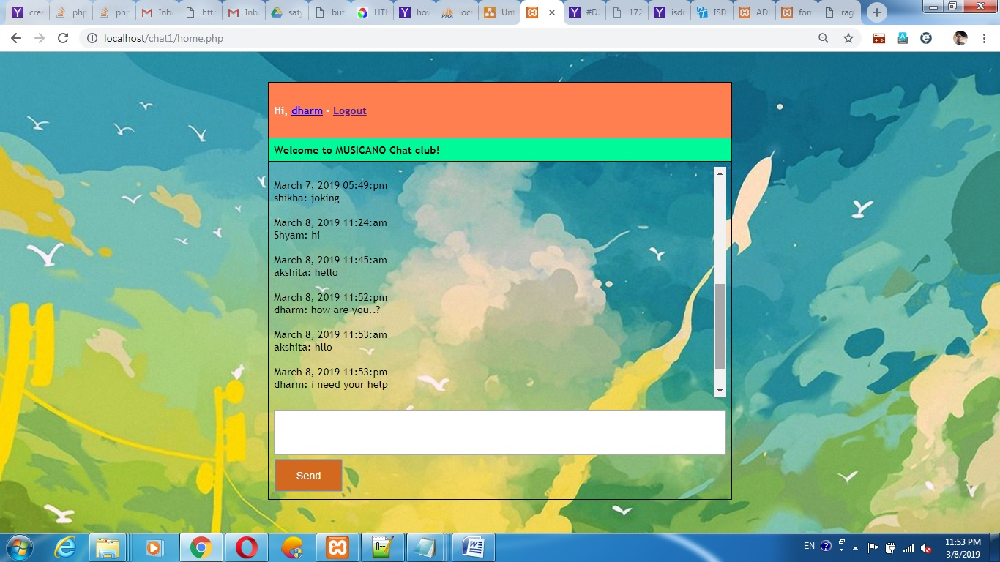 crea
php
php
Inb
http
Inb
saty
but
HTM
how
loca
Unt
#D2
172
isdv
ISD
AD
for
rag
localhost/chat1/home.php
Hi, dharm - Logout
Welcome to MUSICANO Chat club!
March 7, 2019 05:49:pm
shikha: joking
March 8, 2019 11:24:am
Shyam: hi
March 8, 2019 11:45:am
akshita: hello
March 8, 2019 11:52:pm
dharm: how are you..?
March 8, 2019 11:53:am
akshita: hllo
March 8, 2019 11:53:pm
dharm: i need your help
Send
EN
11:53 PM
3/8/2019